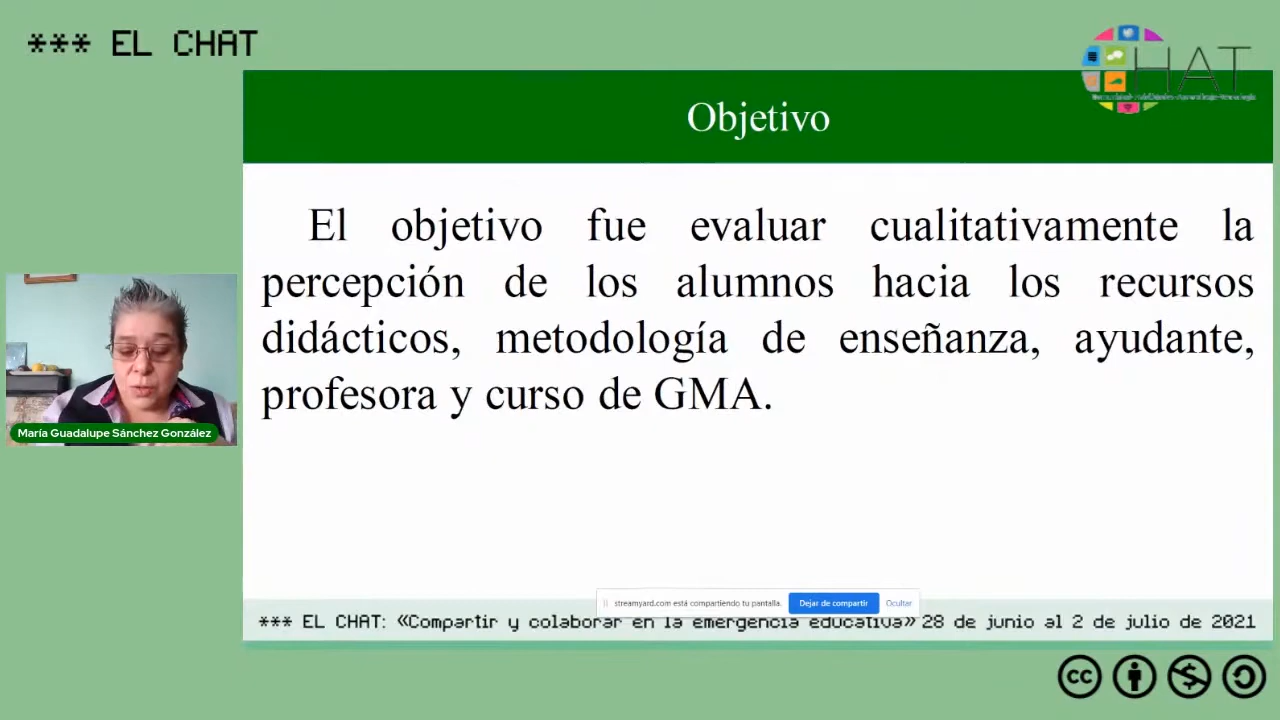 *** EL CHAT
HAT
Objetivo
El objetivo fue evaluar cualitativamente la
percepción de los alumnos hacia los recursos
didácticos, metodología de enseñanza, ayudante,
profesora y curso de GMA.
María Guadalupe Sánchez González
streamyard.com está compartiendo tu pantalla.
Dejar de compartir
Ocultar
*** EL CHAT: «Compartir y colaborar en la emergencia educativa» 28 de junio al 2 de julio de 2021
CC